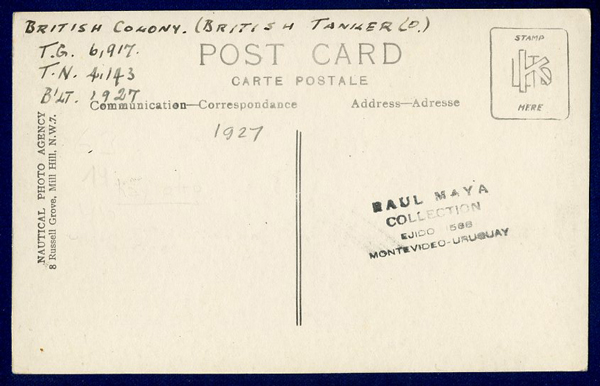 BRITISH COLONY. (BRITISH TANKER CO.)
T.G. 6,917.
T.N. 4,143
B'LT. 1927
POST CARD
CARTE POSTALE
Communication—Correspondance
Address—Adresse
STAMP
HERE
1927
NAUTICAL PHOTO AGENCY
8 Russell Grove, Mill Hill, N.W.7.
RAUL MAYA
COLLECTION
EJIDO 1566
MONTEVIDEO-URUGUAY